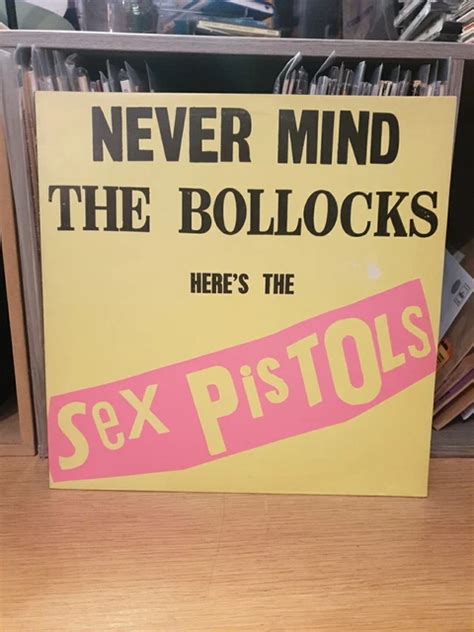 NEVER MIND
THE BOLLOCKS
HERE'S THE
Sex PisTOLs